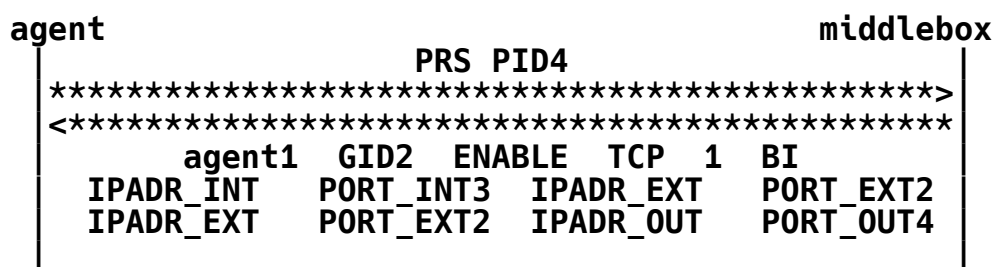 agent middlebox
PRS PID4
**********************************************>
<**********************************************
agent1 GID2 ENABLE TCP 1 BI
IPADR_INT PORT_INT3 IPADR_EXT PORT_EXT2
IPADR_EXT PORT_EXT2 IPADR_OUT PORT_OUT4